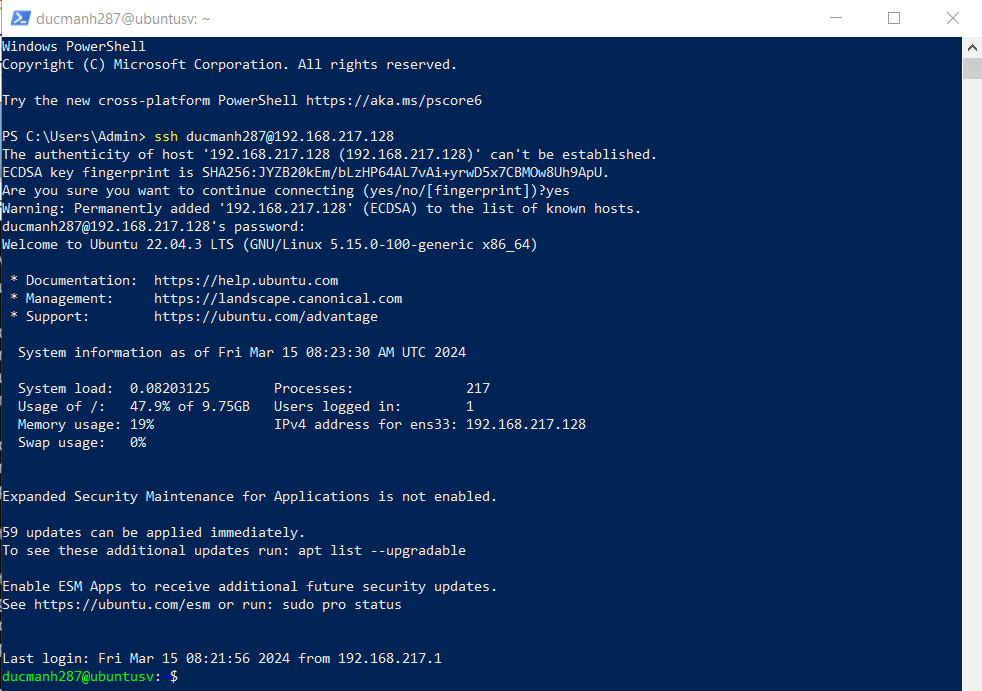 ducmanh287@ubuntusv: ~
Windows PowerShell
Copyright (C) Microsoft Corporation. All rights reserved.
Try the new cross-platform PowerShell https://aka.ms/pscore6
PS C:\Users\Admin> ssh ducmanh287@192.168.217.128
The authenticity of host '192.168.217.128 (192.168.217.128)' can't be established.
ECDSA key fingerprint is SHA256:JYZB20kEm/bLzHP64AL7vAi+yrwD5x7CBMOw8Uh9ApU.
Are you sure you want to continue connecting (yes/no/[fingerprint])?yes
Warning: Permanently added '192.168.217.128' (ECDSA) to the list of known hosts.
ducmanh287@192.168.217.128's password:
Welcome to Ubuntu 22.04.3 LTS (GNU/Linux 5.15.0-100-generic x86_64)
* Documentation:  https://help.ubuntu.com
* Management:     https://landscape.canonical.com
* Support:        https://ubuntu.com/advantage
System information as of Fri Mar 15 08:23:30 AM UTC 2024
System load:  0.08203125        Processes:              217
Usage of /:   47.9% of 9.75GB   Users logged in:        1
Memory usage: 19%               IPv4 address for ens33: 192.168.217.128
Swap usage:   0%
Expanded Security Maintenance for Applications is not enabled.
59 updates can be applied immediately.
To see these additional updates run: apt list --upgradable
Enable ESM Apps to receive additional future security updates.
See https://ubuntu.com/esm or run: sudo pro status
Last login: Fri Mar 15 08:21:56 2024 from 192.168.217.1
ducmanh287@ubuntusv: $